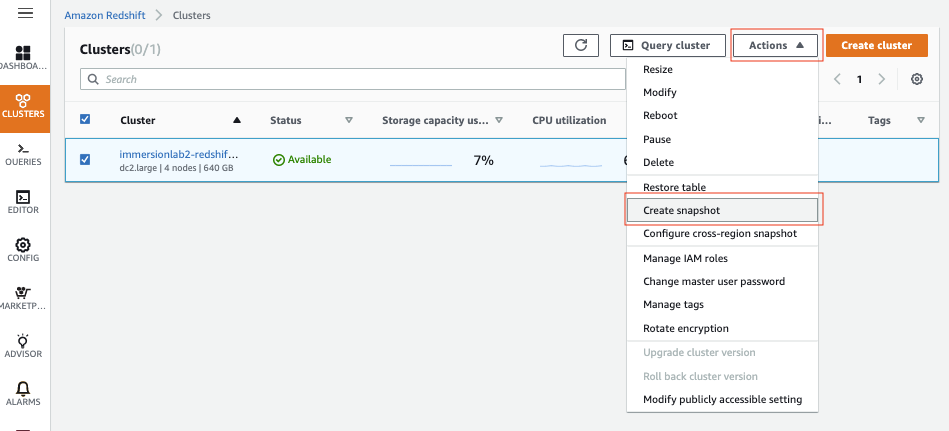 Amazon Redshift
Clusters
DASHBOA...
CLUSTERS
QUERIES
EDITOR
CONFIG
MARKETP...
ADVISOR
ALARMS
Clusters(0/1)
Query cluster
Actions
Create cluster
Search
1
Cluster
Status
Storage capacity us...
CPU utilization
i...
Tags
immersionlab2-redshif...
dc2.large | 4 nodes | 640 GB
Available
7%
Resize
Modify
Reboot
Pause
Delete
Restore table
Create snapshot
Configure cross-region snapshot
Manage IAM roles
Change master user password
Manage tags
Rotate encryption
Upgrade cluster version
Roll back cluster version
Modify publicly accessible setting